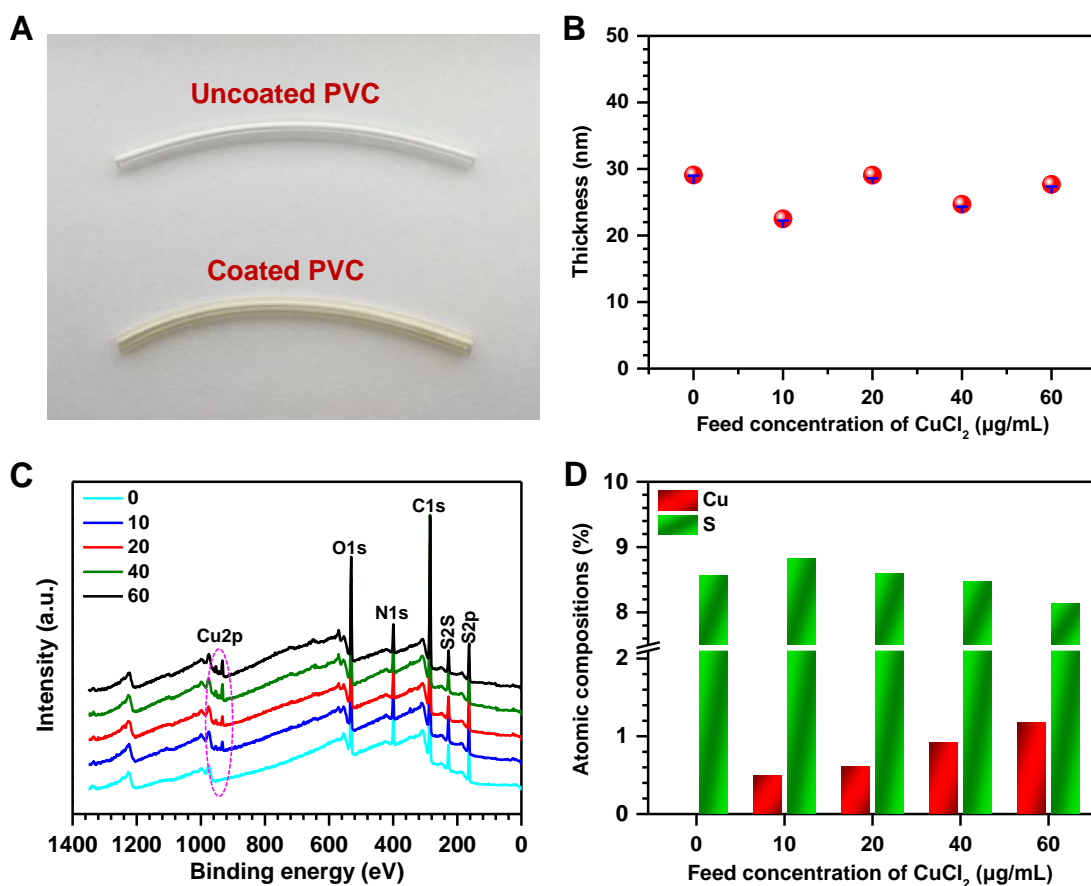 A
Uncoated PVC
Coated PVC
B
50
40
30
20
10
0
Thickness (nm)
0 10 20 40 60
Feed concentration of CuCl₂ (µg/mL)
C
0
10
20
40
60
C1s
O1s
N1s
S2S
S2p
Cu2p
Intensity (a.u.)
1400 1200 1000 800 600 400 200 0
Binding energy (eV)
D
Cu
S
10
9
8
2
1
0
Atomic compositions (%)
0 10 20 40 60
Feed concentration of CuCl₂ (µg/mL)